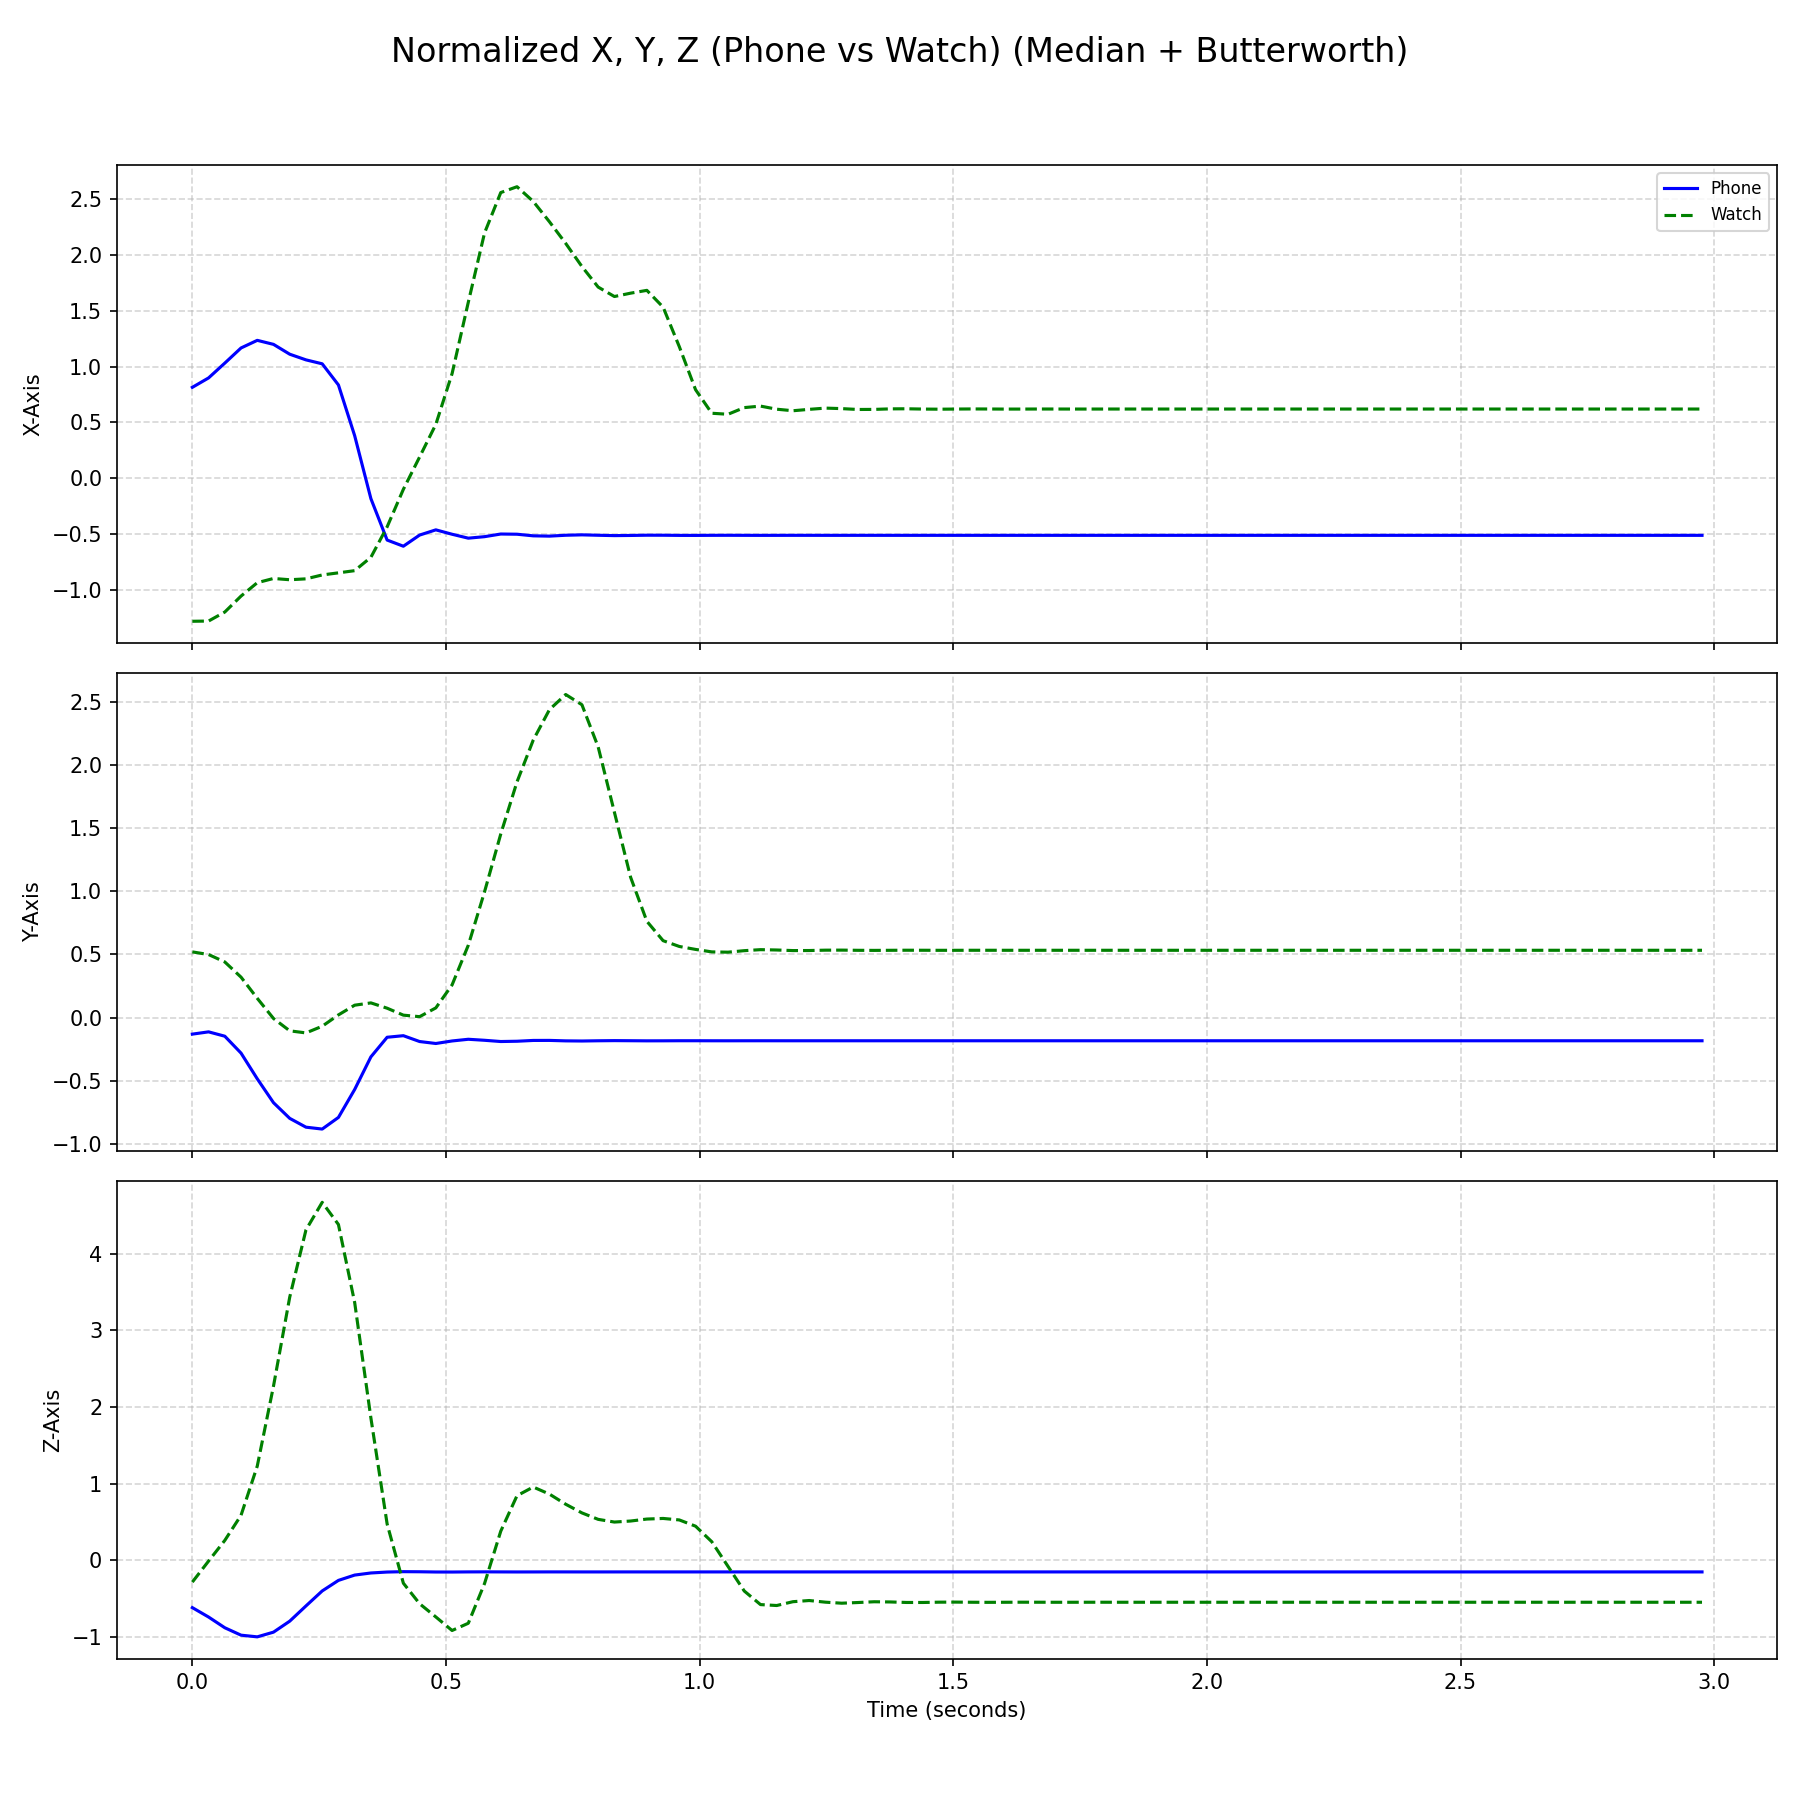 Normalized X, Y, Z (Phone vs Watch) (Median + Butterworth)
Phone
Watch
2.5
2.0
1.5
1.0
0.5
0.0
−0.5
−1.0
X-Axis
2.5
2.0
1.5
1.0
0.5
0.0
−0.5
−1.0
Y-Axis
4
3
2
1
0
−1
Z-Axis
0.0 0.5 1.0 1.5 2.0 2.5 3.0
Time (seconds)